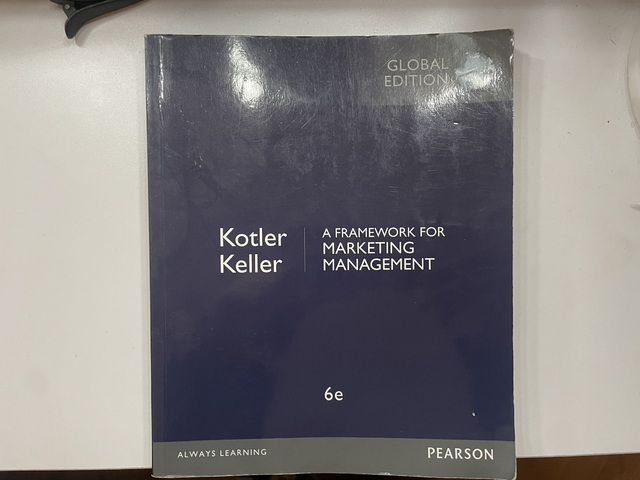 GLOBAL
EDITION
Kotler
Keller
A FRAMEWORK FOR
MARKETING
MANAGEMENT
6e
ALWAYS LEARNING
PEARSON